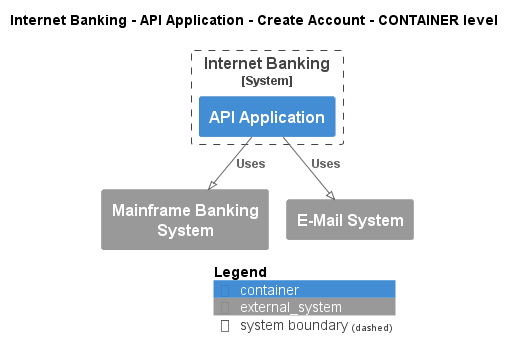 Internet Banking - API Application - Create Account - CONTAINER level
Internet Banking
[System]
API Application
Uses
Uses
Mainframe Banking
System
E-Mail System
Legend
container
external_system
system boundary (dashed)